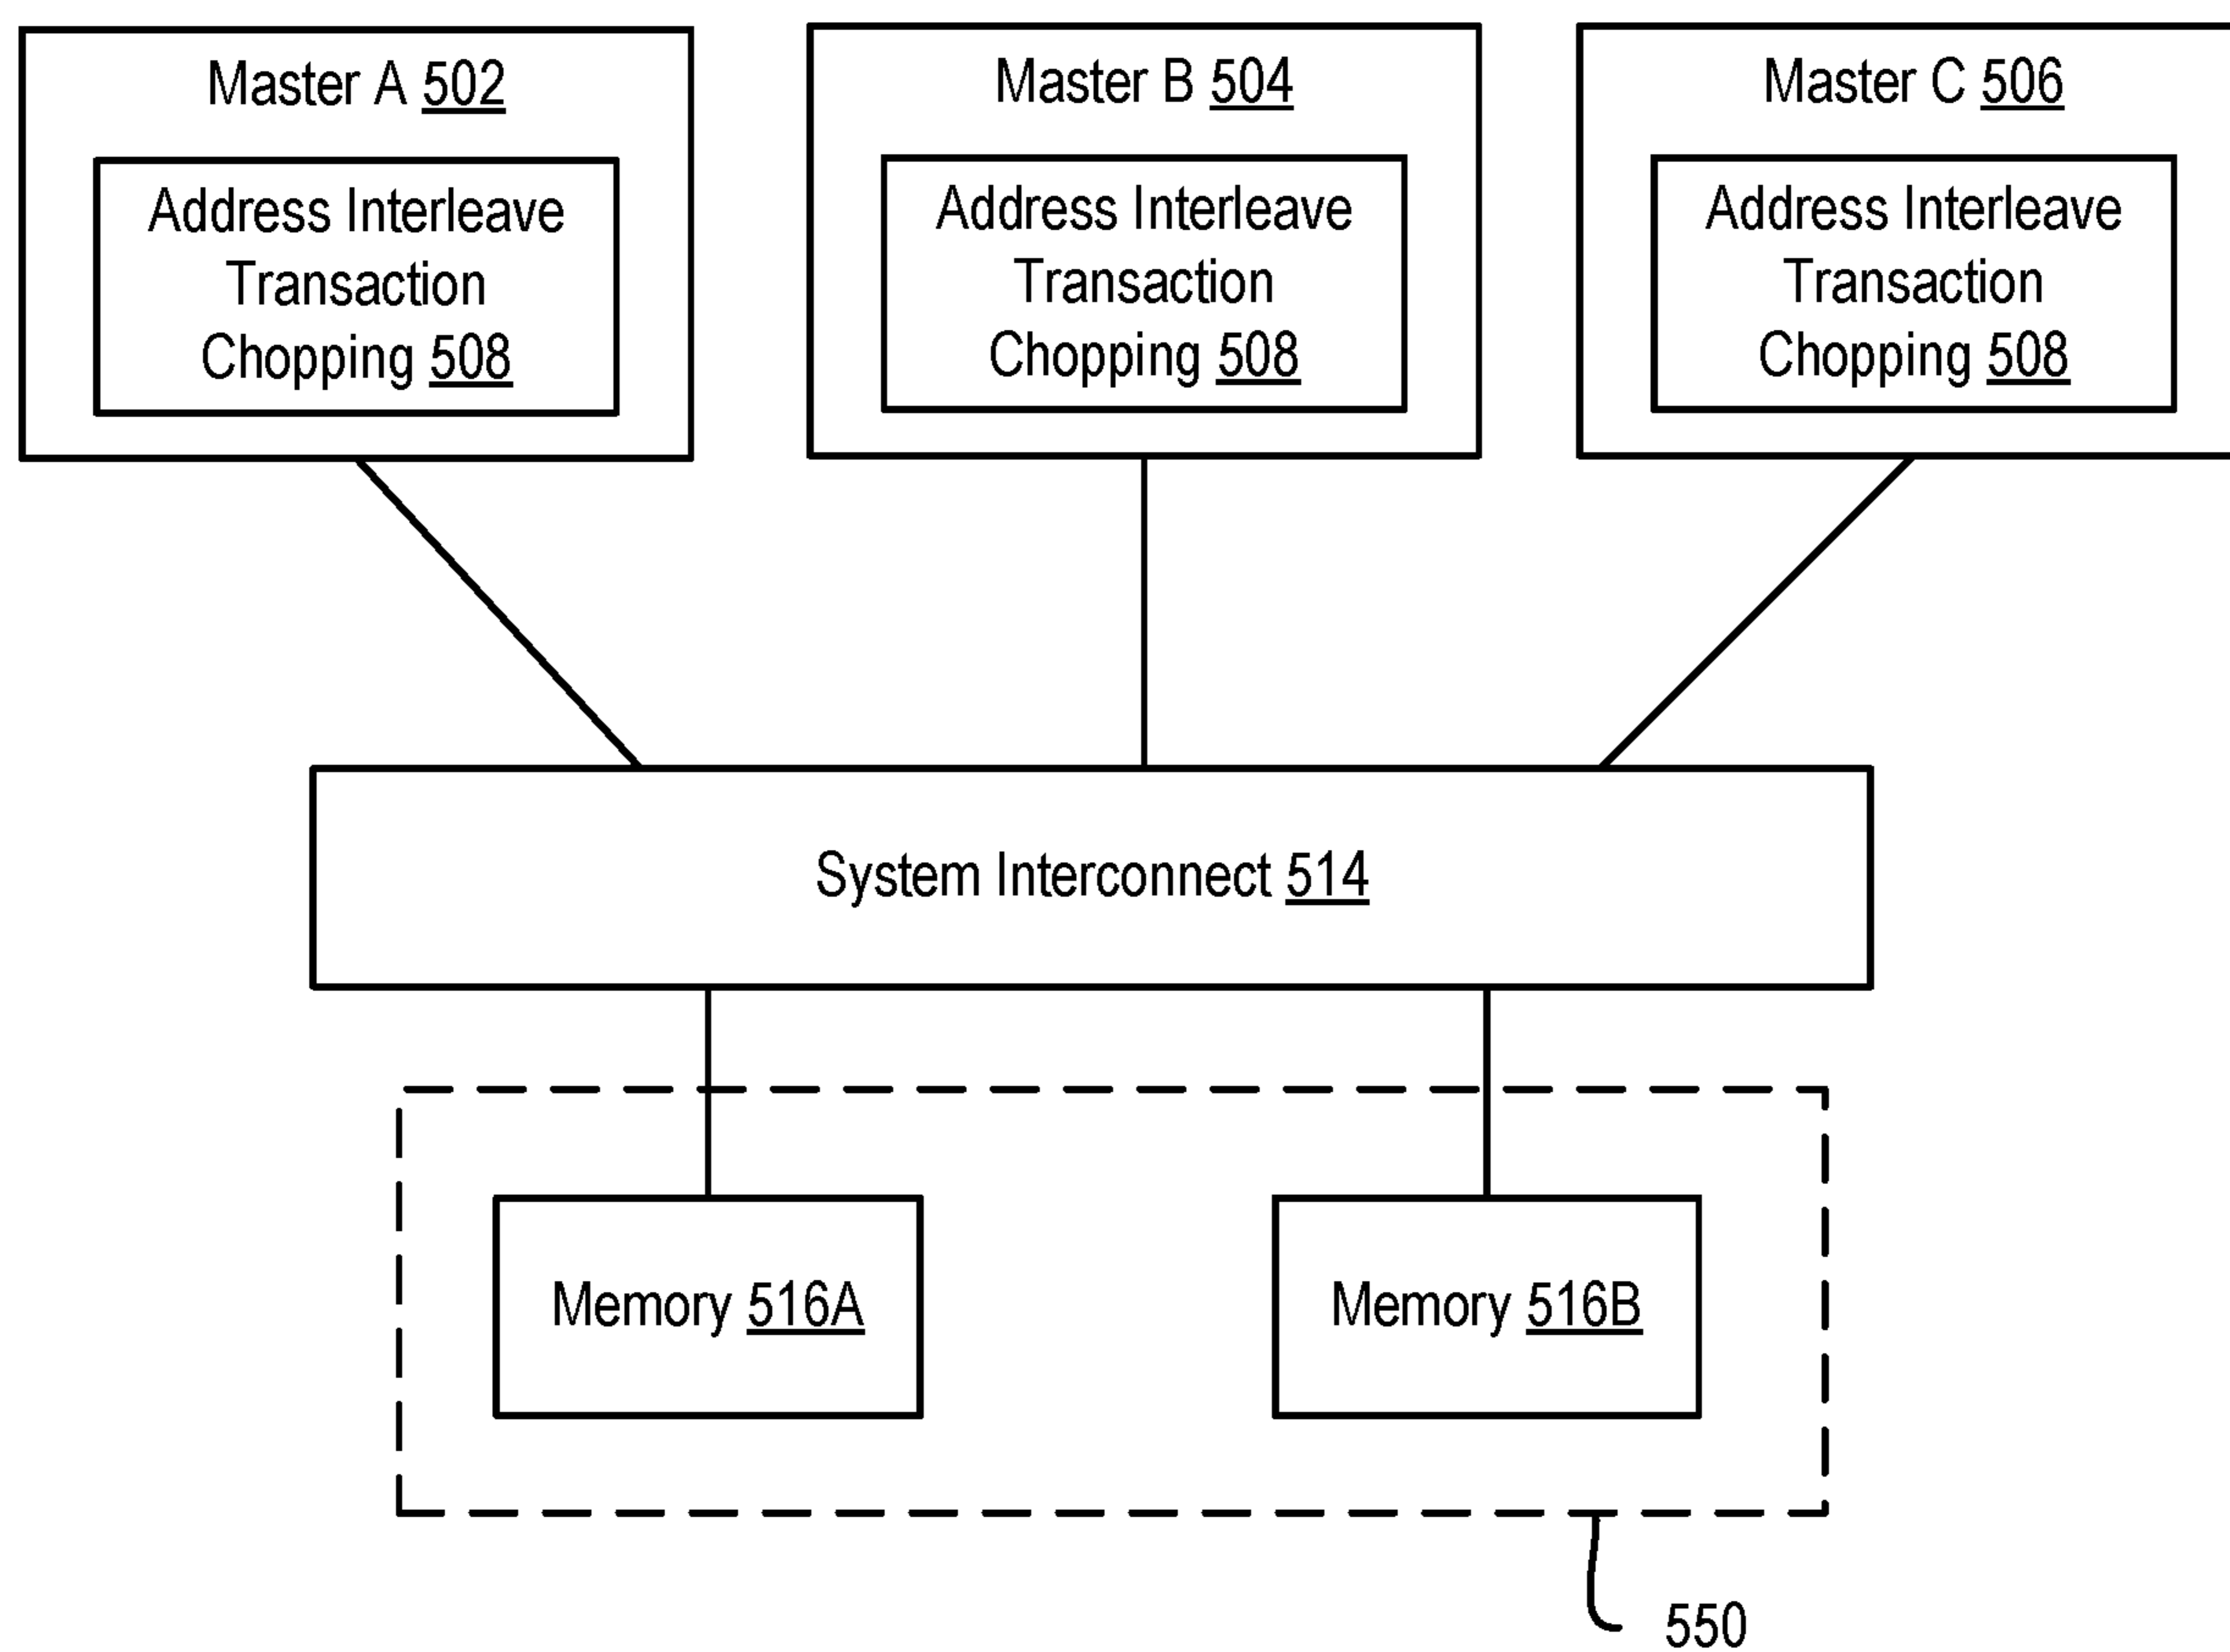 Master A 502
Address Interleave
Transaction
Chopping 508
Master B 504
Address Interleave
Transaction
Chopping 508
Master C 506
Address Interleave
Transaction
Chopping 508
System Interconnect 514
Memory 516A
Memory 516B
550